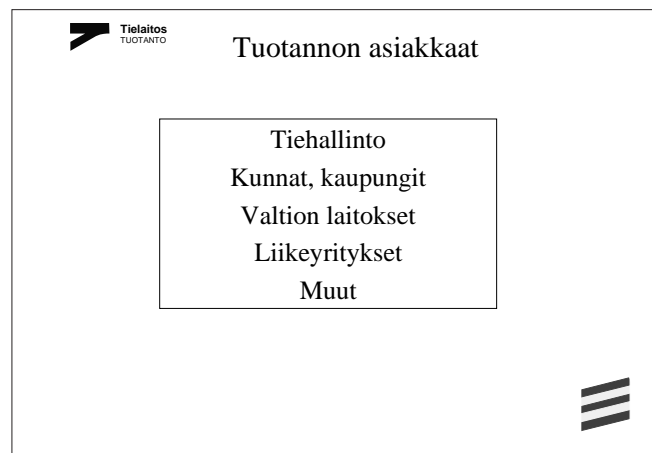 Tielaitos
TUOTANTO
Tuotannon asiakkaat
Tiehallinto
Kunnat, kaupungit
Valtion laitokset
Liikeyritykset
Muut